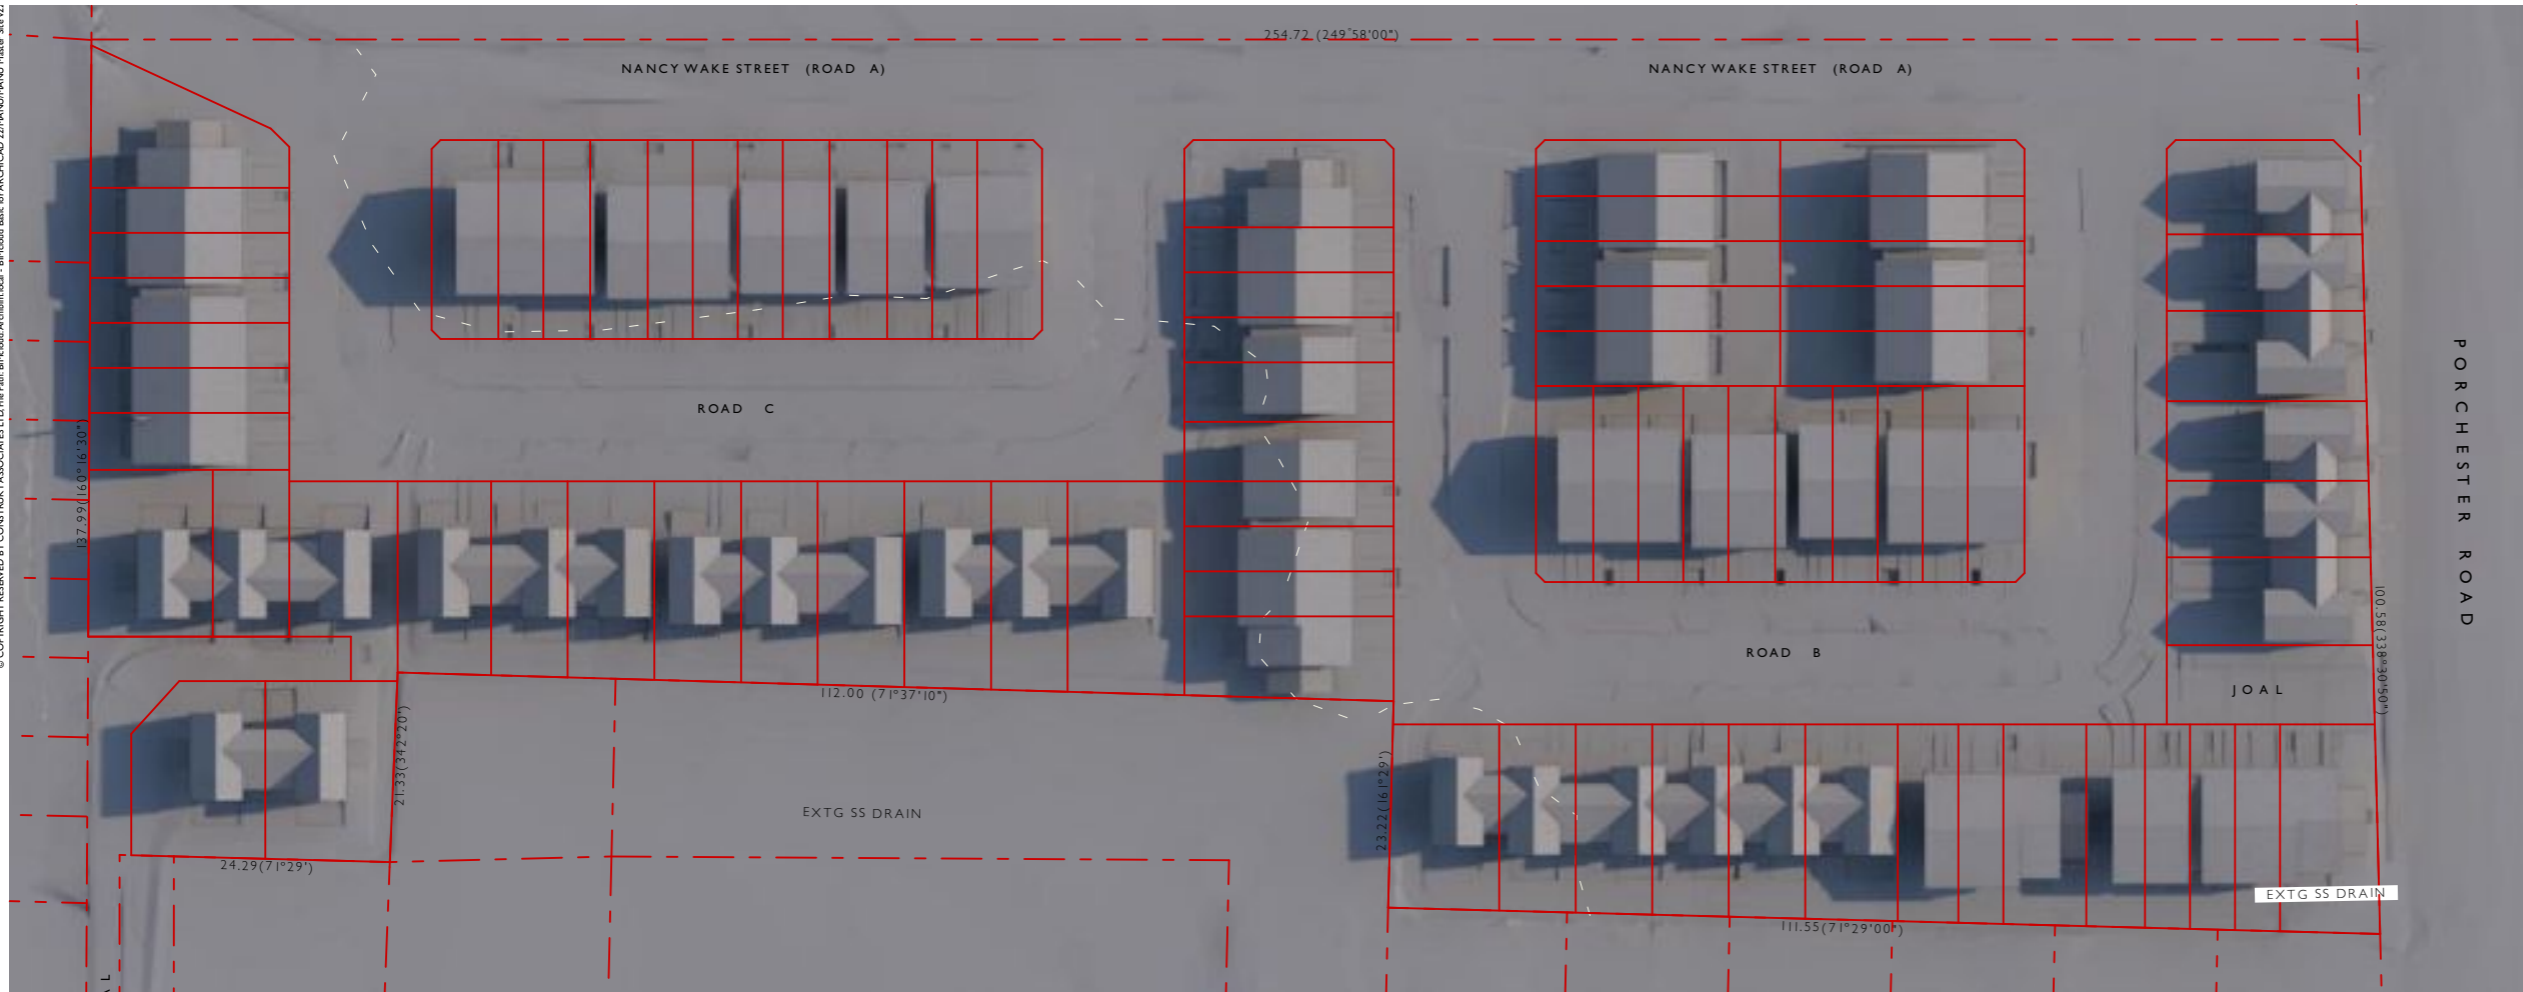 254.72 (249°58'00")
NANCY WAKE STREET (ROAD A)
NANCY WAKE STREET (ROAD A)
ROAD C
PORCHESTER ROAD
137.99(160°16'30")
100.58(338°30'50")
ROAD B
JOAL
112.00 (71°37'10")
21.33(342°20')
23.22(161°29')
EXTG SS DRAIN
24.29(71°29')
EXTG SS DRAIN
111.55(71°29'00")